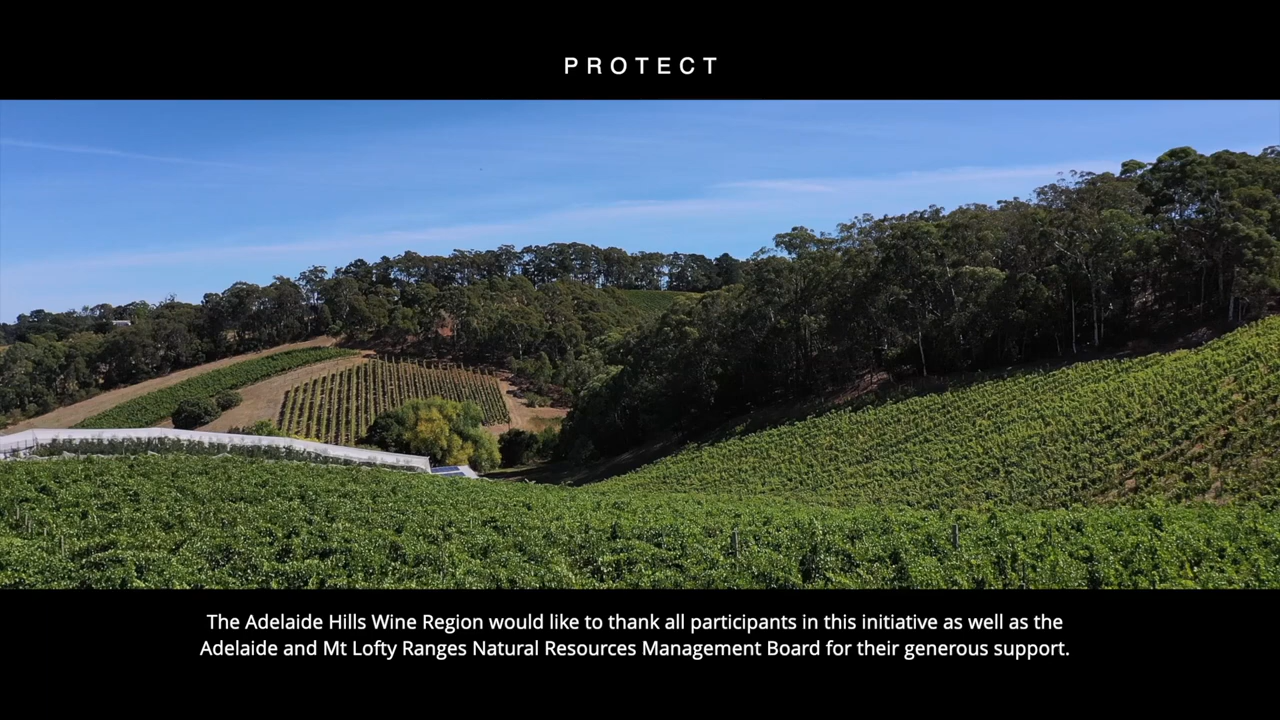 PROTECT
The Adelaide Hills Wine Region would like to thank all participants in this initiative as well as the
Adelaide and Mt Lofty Ranges Natural Resources Management Board for their generous support.